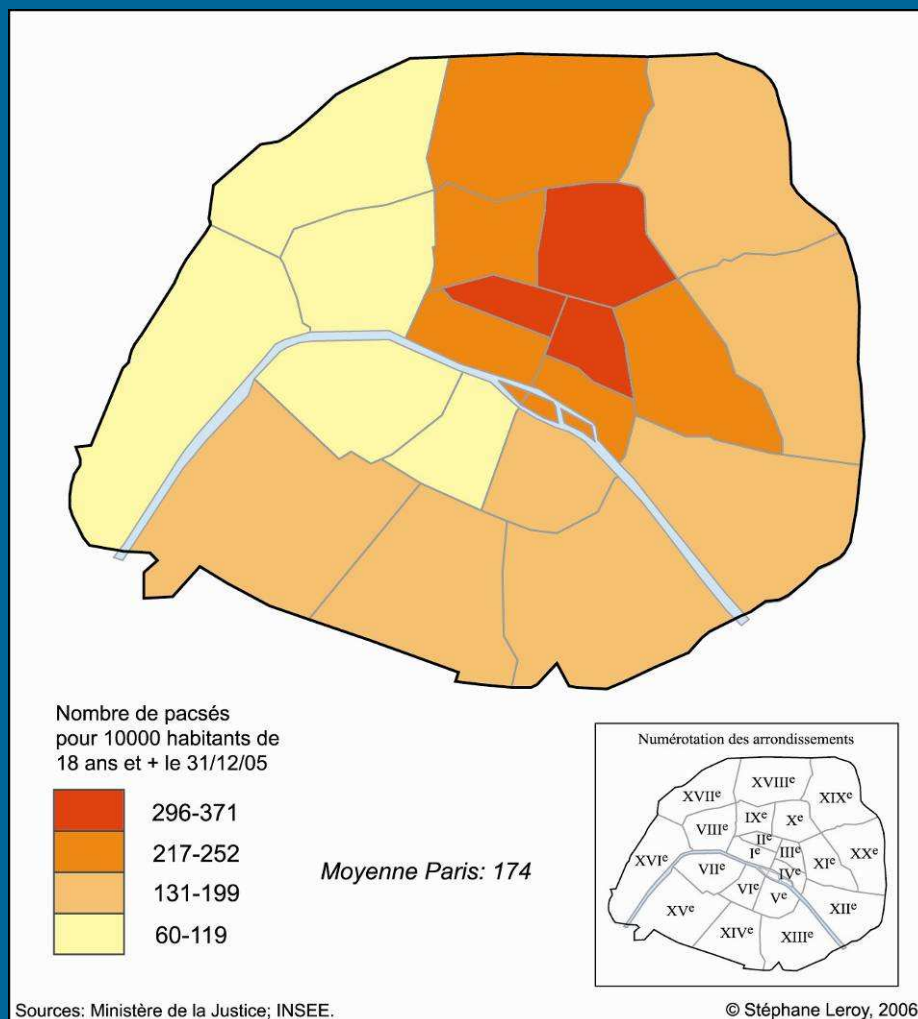 Nombre de pacsés
pour 10000 habitants de
18 ans et + le 31/12/05
296-371
217-252
131-199
60-119
Moyenne Paris: 174
Numérotation des arrondissements
XVIIe
XVIIIe
XIXe
VIIIe
IXe
Xe
IIe
XVIe
Ie
IIIe
XIe
XXe
VIIe
IVe
VIe
Ve
XIIe
XVe
XIVe
XIIIe
Sources: Ministère de la Justice; INSEE.
© Stéphane Leroy, 2006